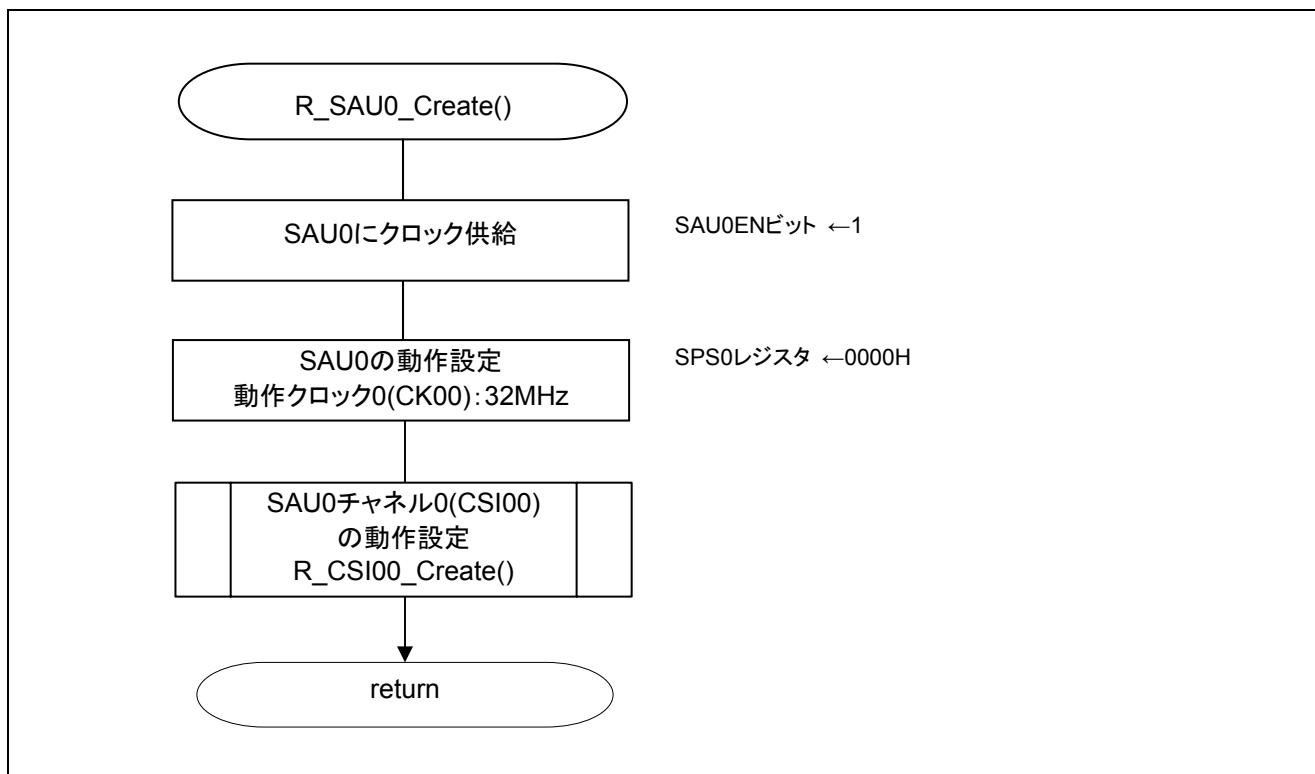 R_SAU0_Create()
SAU0にクロック供給
SAU0ENビット ←1
SAU0の動作設定
動作クロック0(CK00):32MHz
SPS0レジスタ ←0000H
SAU0チャネル0(CSI00)
の動作設定
R_CSI00_Create()
return